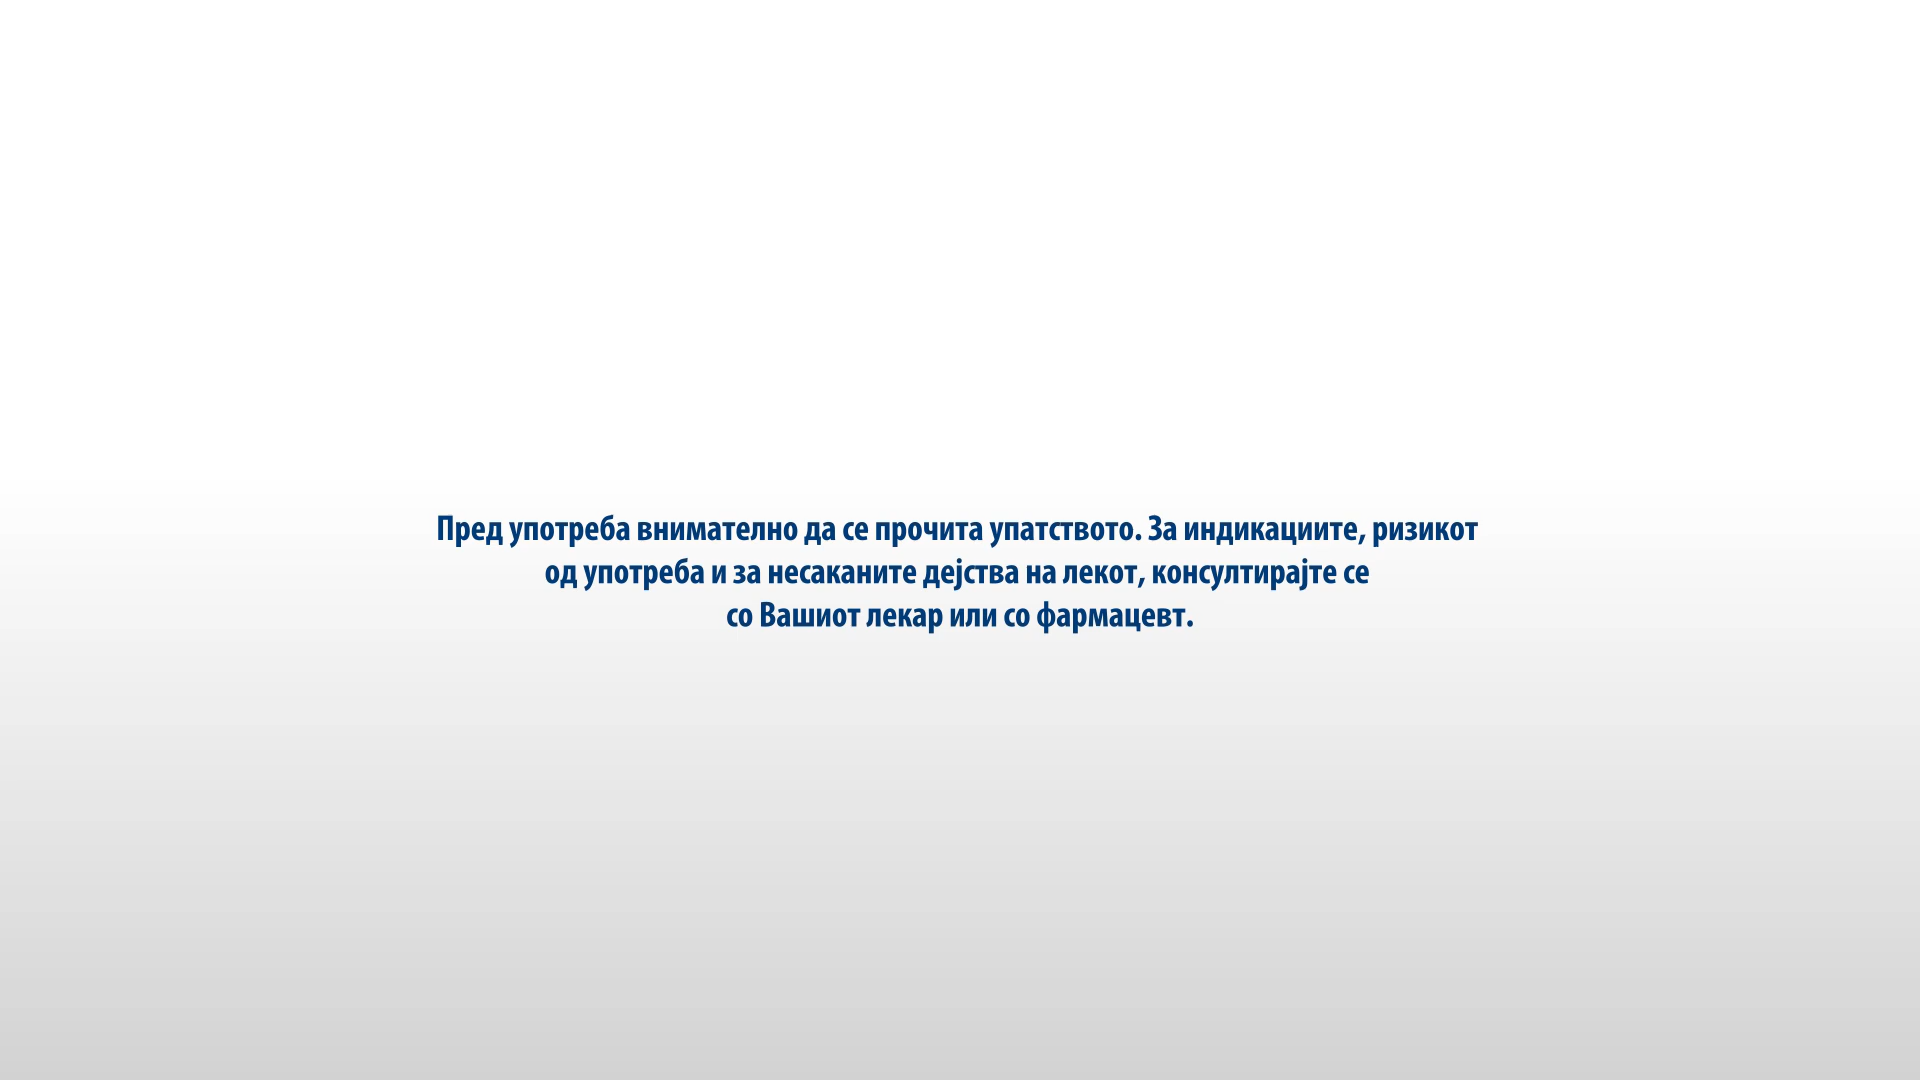 Пред употреба внимателно да се прочита упатството. За индикациите, ризикот
од употреба и за несаканите дејства на лекот, консултирајте се
со Вашиот лекар или со фармацевт.